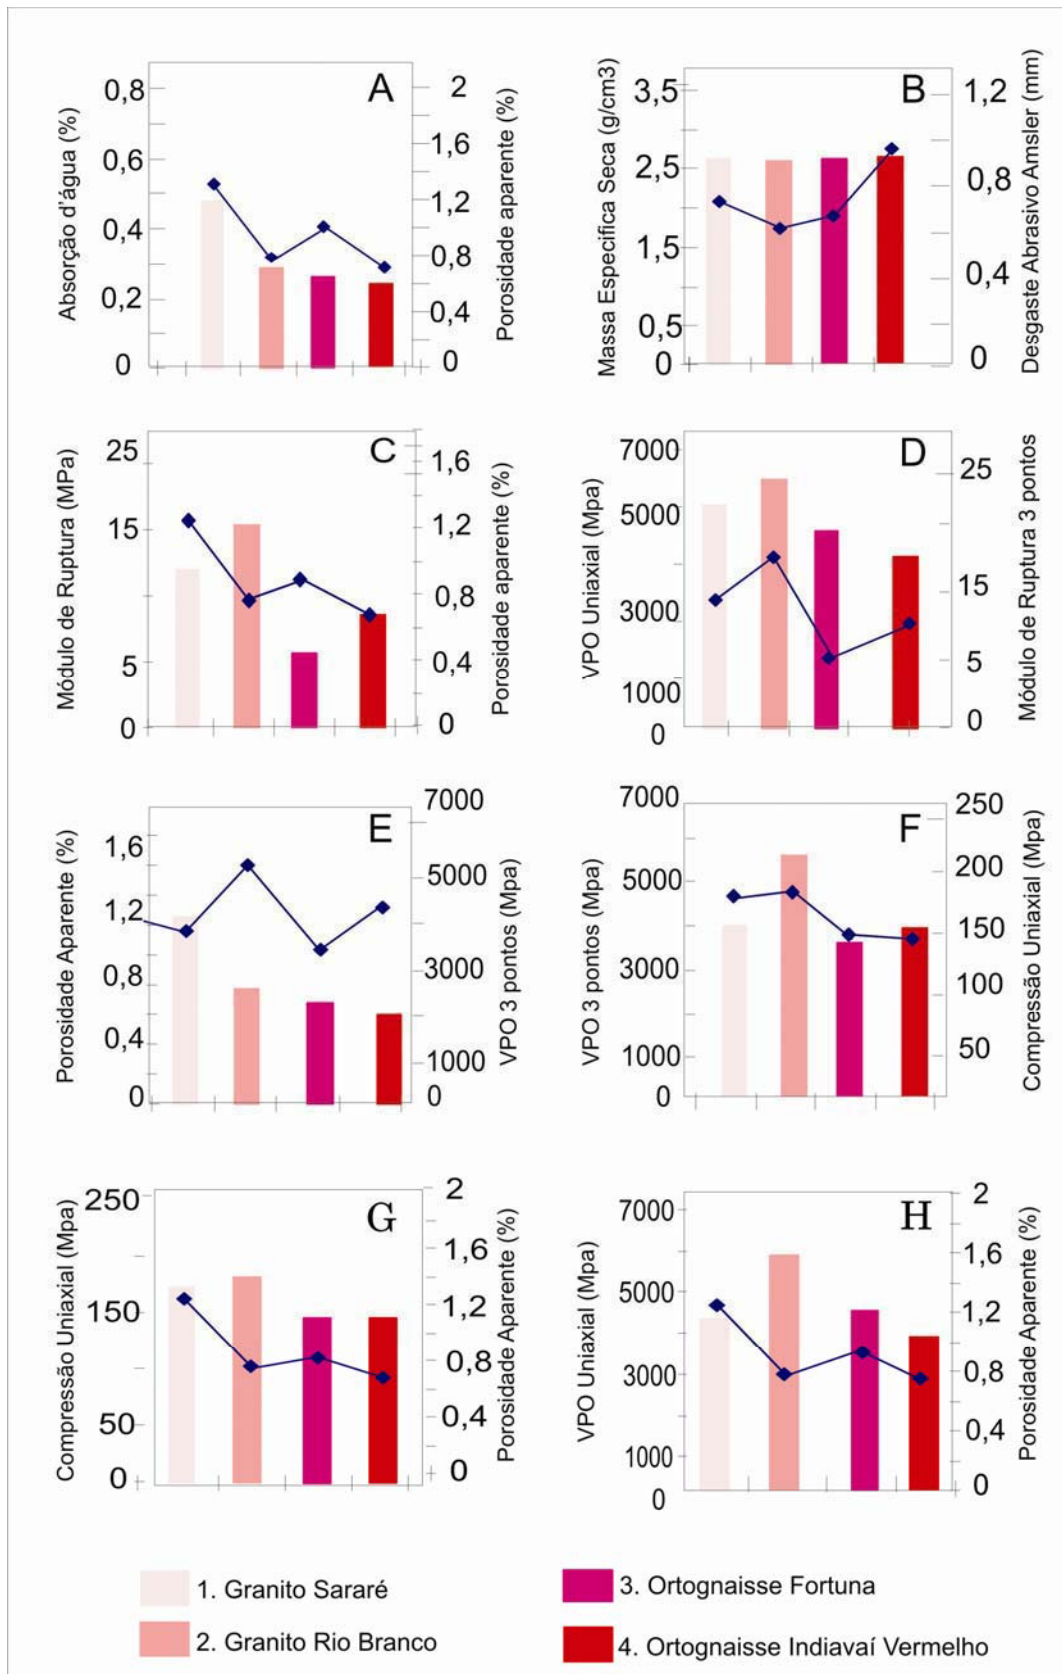 A
Absorção d'água (%)
0,8
0,6
0,4
0,2
0
Porosidade aparente (%)
2
1,6
1,2
0,8
0,4
0
B
Massa Especifica Seca (g/cm3)
3,5
2,5
1,5
0,5
0
Desgaste Abrasivo Amsler (mm)
1,2
0,8
0,4
0
C
Módulo de Ruptura (MPa)
25
15
5
0
Porosidade aparente (%)
1,6
1,2
0,8
0,4
0
D
VPO Uniaxial (Mpa)
7000
5000
3000
1000
0
Módulo de Ruptura 3 pontos
25
15
5
0
E
Porosidade Aparente (%)
1,6
1,2
0,8
0,4
0
VPO 3 pontos (Mpa)
7000
5000
3000
1000
0
F
VPO 3 pontos (Mpa)
7000
5000
3000
1000
0
Compressão Uniaxial (Mpa)
250
200
150
100
50
G
Compressão Uniaxial (Mpa)
250
150
50
0
Porosidade Aparente (%)
2
1,6
1,2
0,8
0,4
0
H
VPO Uniaxial (Mpa)
7000
5000
3000
1000
0
Porosidade Aparente (%)
2
1,6
1,2
0,8
0,4
0
1. Granito Sararé
2. Granito Rio Branco
3. Ortognaisse Fortuna
4. Ortognaisse Indiavaí Vermelho